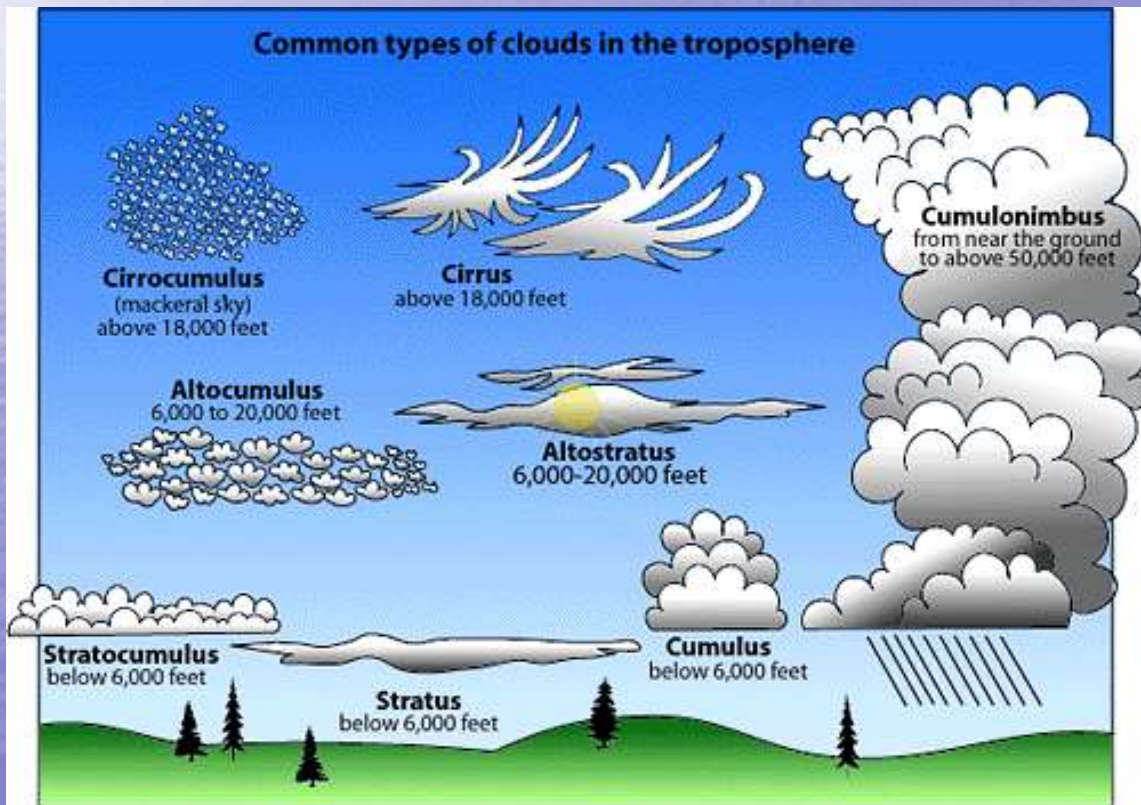 Common types of clouds in the troposphere
Cirrocumulus
(mackeral sky)
above 18,000 feet
Cirrus
above 18,000 feet
Cumulonimbus
from near the ground
to above 50,000 feet
Altocumulus
6,000 to 20,000 feet
Altostratus
6,000-20,000 feet
Stratocumulus
below 6,000 feet
Stratus
below 6,000 feet
Cumulus
below 6,000 feet